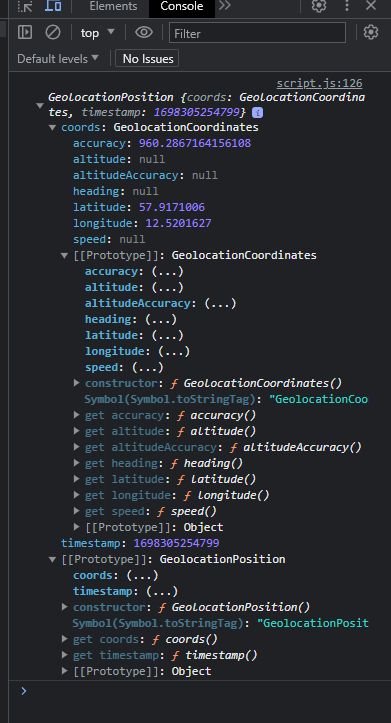 Elements Console
top Filter
Default levels No Issues
script.js:126
GeolocationPosition {coords: GeolocationCoordina
tes, timestamp: 1698305254799} i
coords: GeolocationCoordinates
accuracy: 960.2867164156108
altitude: null
altitudeAccuracy: null
heading: null
latitude: 57.9171006
longitude: 12.5201627
speed: null
[[Prototype]]: GeolocationCoordinates
accuracy: (...)
altitude: (...)
altitudeAccuracy: (...)
heading: (...)
latitude: (...)
longitude: (...)
speed: (...)
constructor: ƒ GeolocationCoordinates()
Symbol(Symbol.toStringTag): "GeolocationCoo
get accuracy: ƒ accuracy()
get altitude: ƒ altitude()
get altitudeAccuracy: ƒ altitudeAccuracy()
get heading: ƒ heading()
get latitude: ƒ latitude()
get longitude: ƒ longitude()
get speed: ƒ speed()
[[Prototype]]: Object
timestamp: 1698305254799
[[Prototype]]: GeolocationPosition
coords: (...)
timestamp: (...)
constructor: ƒ GeolocationPosition()
Symbol(Symbol.toStringTag): "GeolocationPosit
get coords: ƒ coords()
get timestamp: ƒ timestamp()
[[Prototype]]: Object